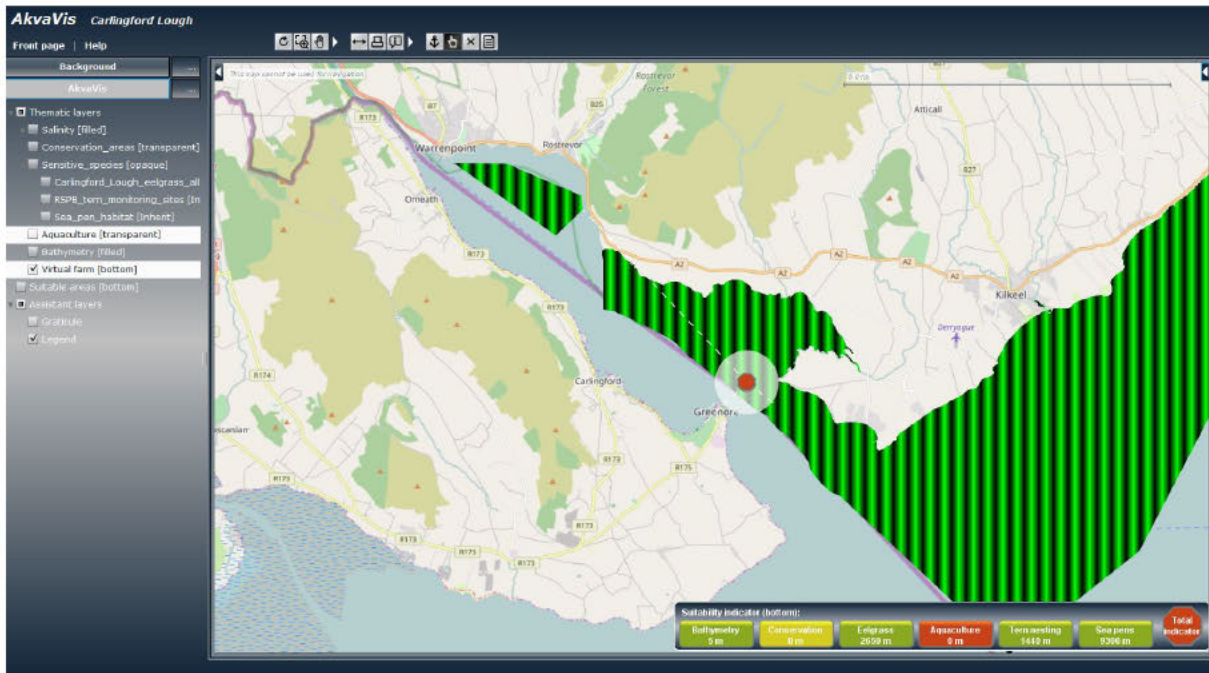 AkvaVis Carlingford Lough
Front page | Help
Background ...
AkvaVis ...
Thematic layers
Salinity [filled]
Conservation_areas [transparent]
Sensitive_species [opaque]
Carlingford_Lough_eelgrass_all
RSPB_tern_monitoring_sites [In
Sea_pen_habitat [Inherit]
Aquaculture [transparent]
Bathymetry [filled]
Virtual farm [bottom]
Suitable areas [bottom]
Assistant layers
Graticule
Legend
This map cannot be used for navigation
Rostrevor
Forest
Atticall
B7
B25
R173
Warrenpoint
Rostrevor
B27
Omeath
R173
A2
A2
A2
A2
A2
Kilkeel
R173
Derryogue
R174
Carlingford
Greenore
R173
R175
R173
R173
R173
R173
Suitability indicator (bottom):
Bathymetry
5 m
Conservation
0 m
Eelgrass
2650 m
Aquaculture
0 m
Tern nesting
1440 m
Sea pens
9300 m
Total
indicator